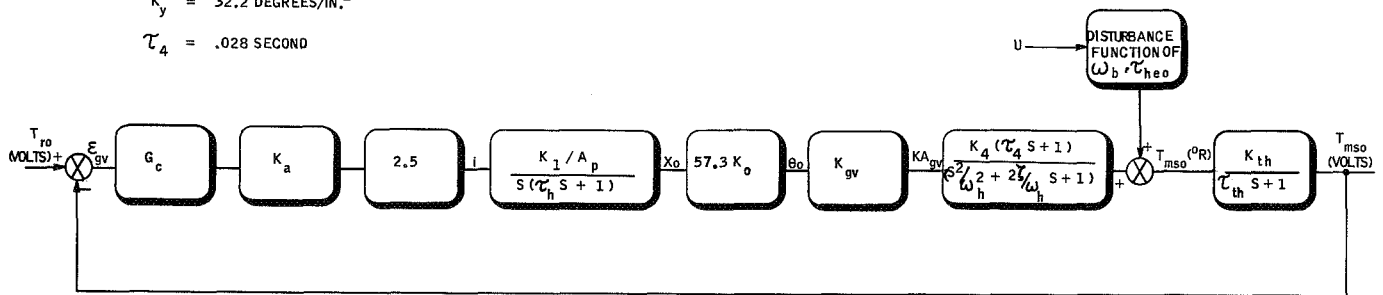 K_y = 32.2 DEGREES/IN.²
τ_4 = .028 SECOND
U
DISTURBANCE
FUNCTION OF
ω_b, τ_heo
T_ro
(VOLTS)
+
−
ε_gv
G_c
K_a
2.5
i
K_1 / A_p
S(τ_h S + 1)
X_o
57.3 K_o
θ_o
K_gv
KA_gv
K_4 (τ_4 S + 1)
(S²/ω_h² + 2ζ/ω_h S + 1)
+
+
T_mso (°R)
K_th
τ_th S + 1
T_mso
(VOLTS)